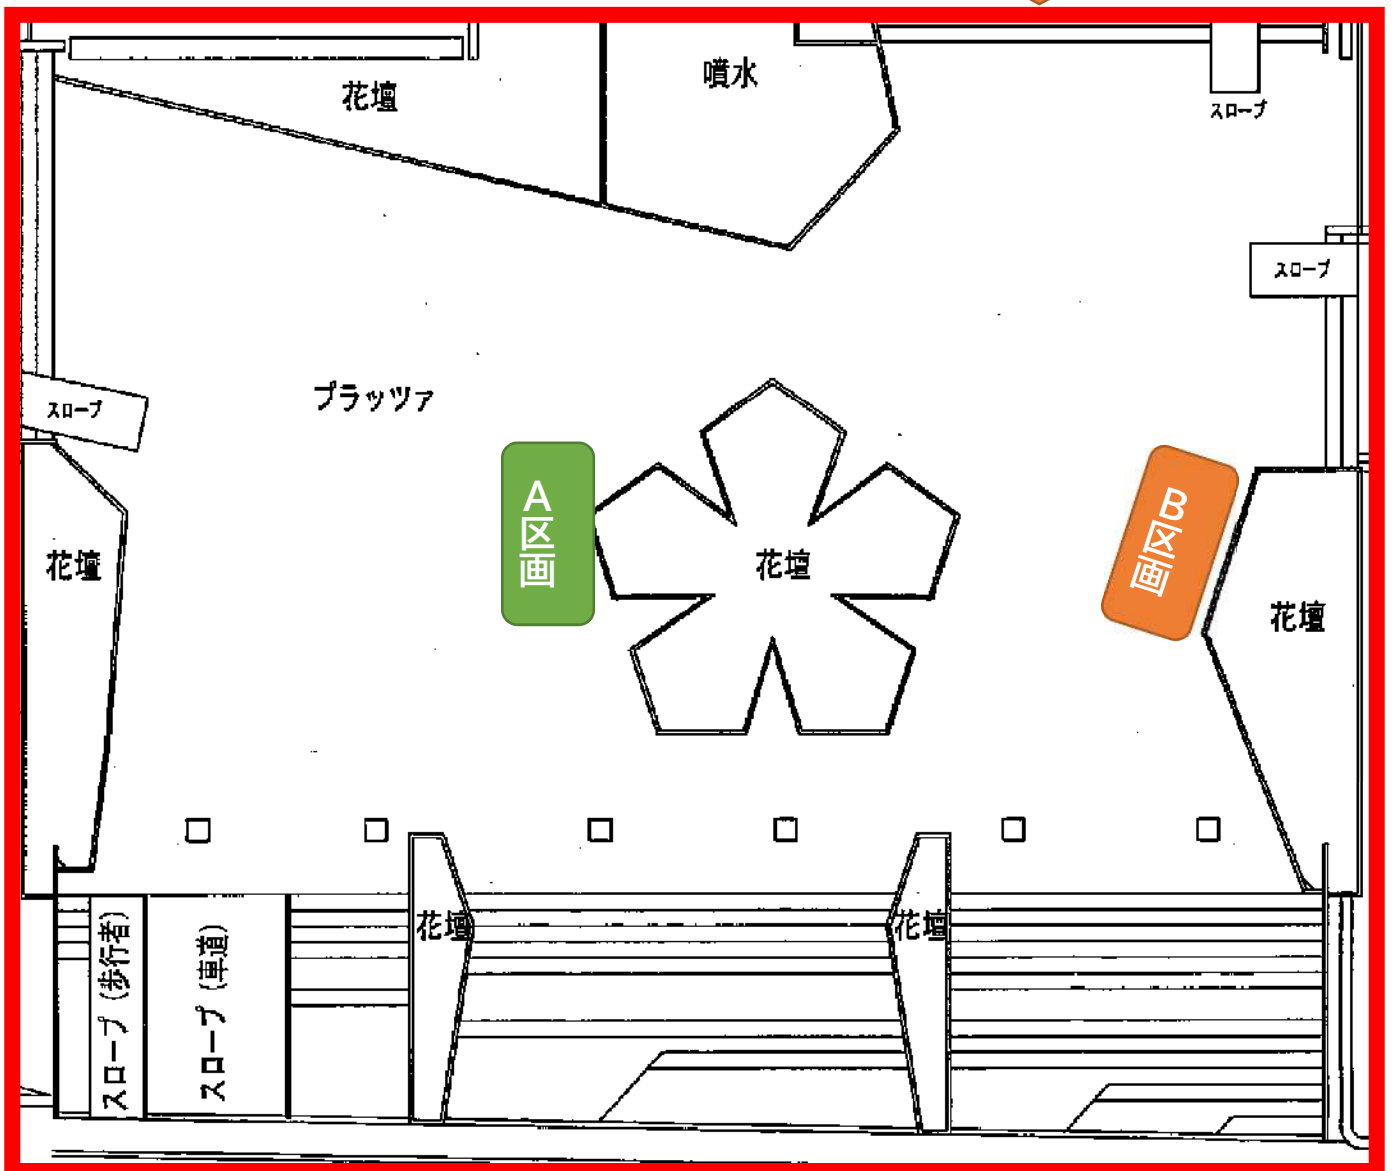 花壇
噴水
スロープ
スロープ
プラッツァ
スロープ
A区画
B区画
花壇
花壇
花壇
花壇
花壇
スロープ（歩行者）
スロープ（車道）